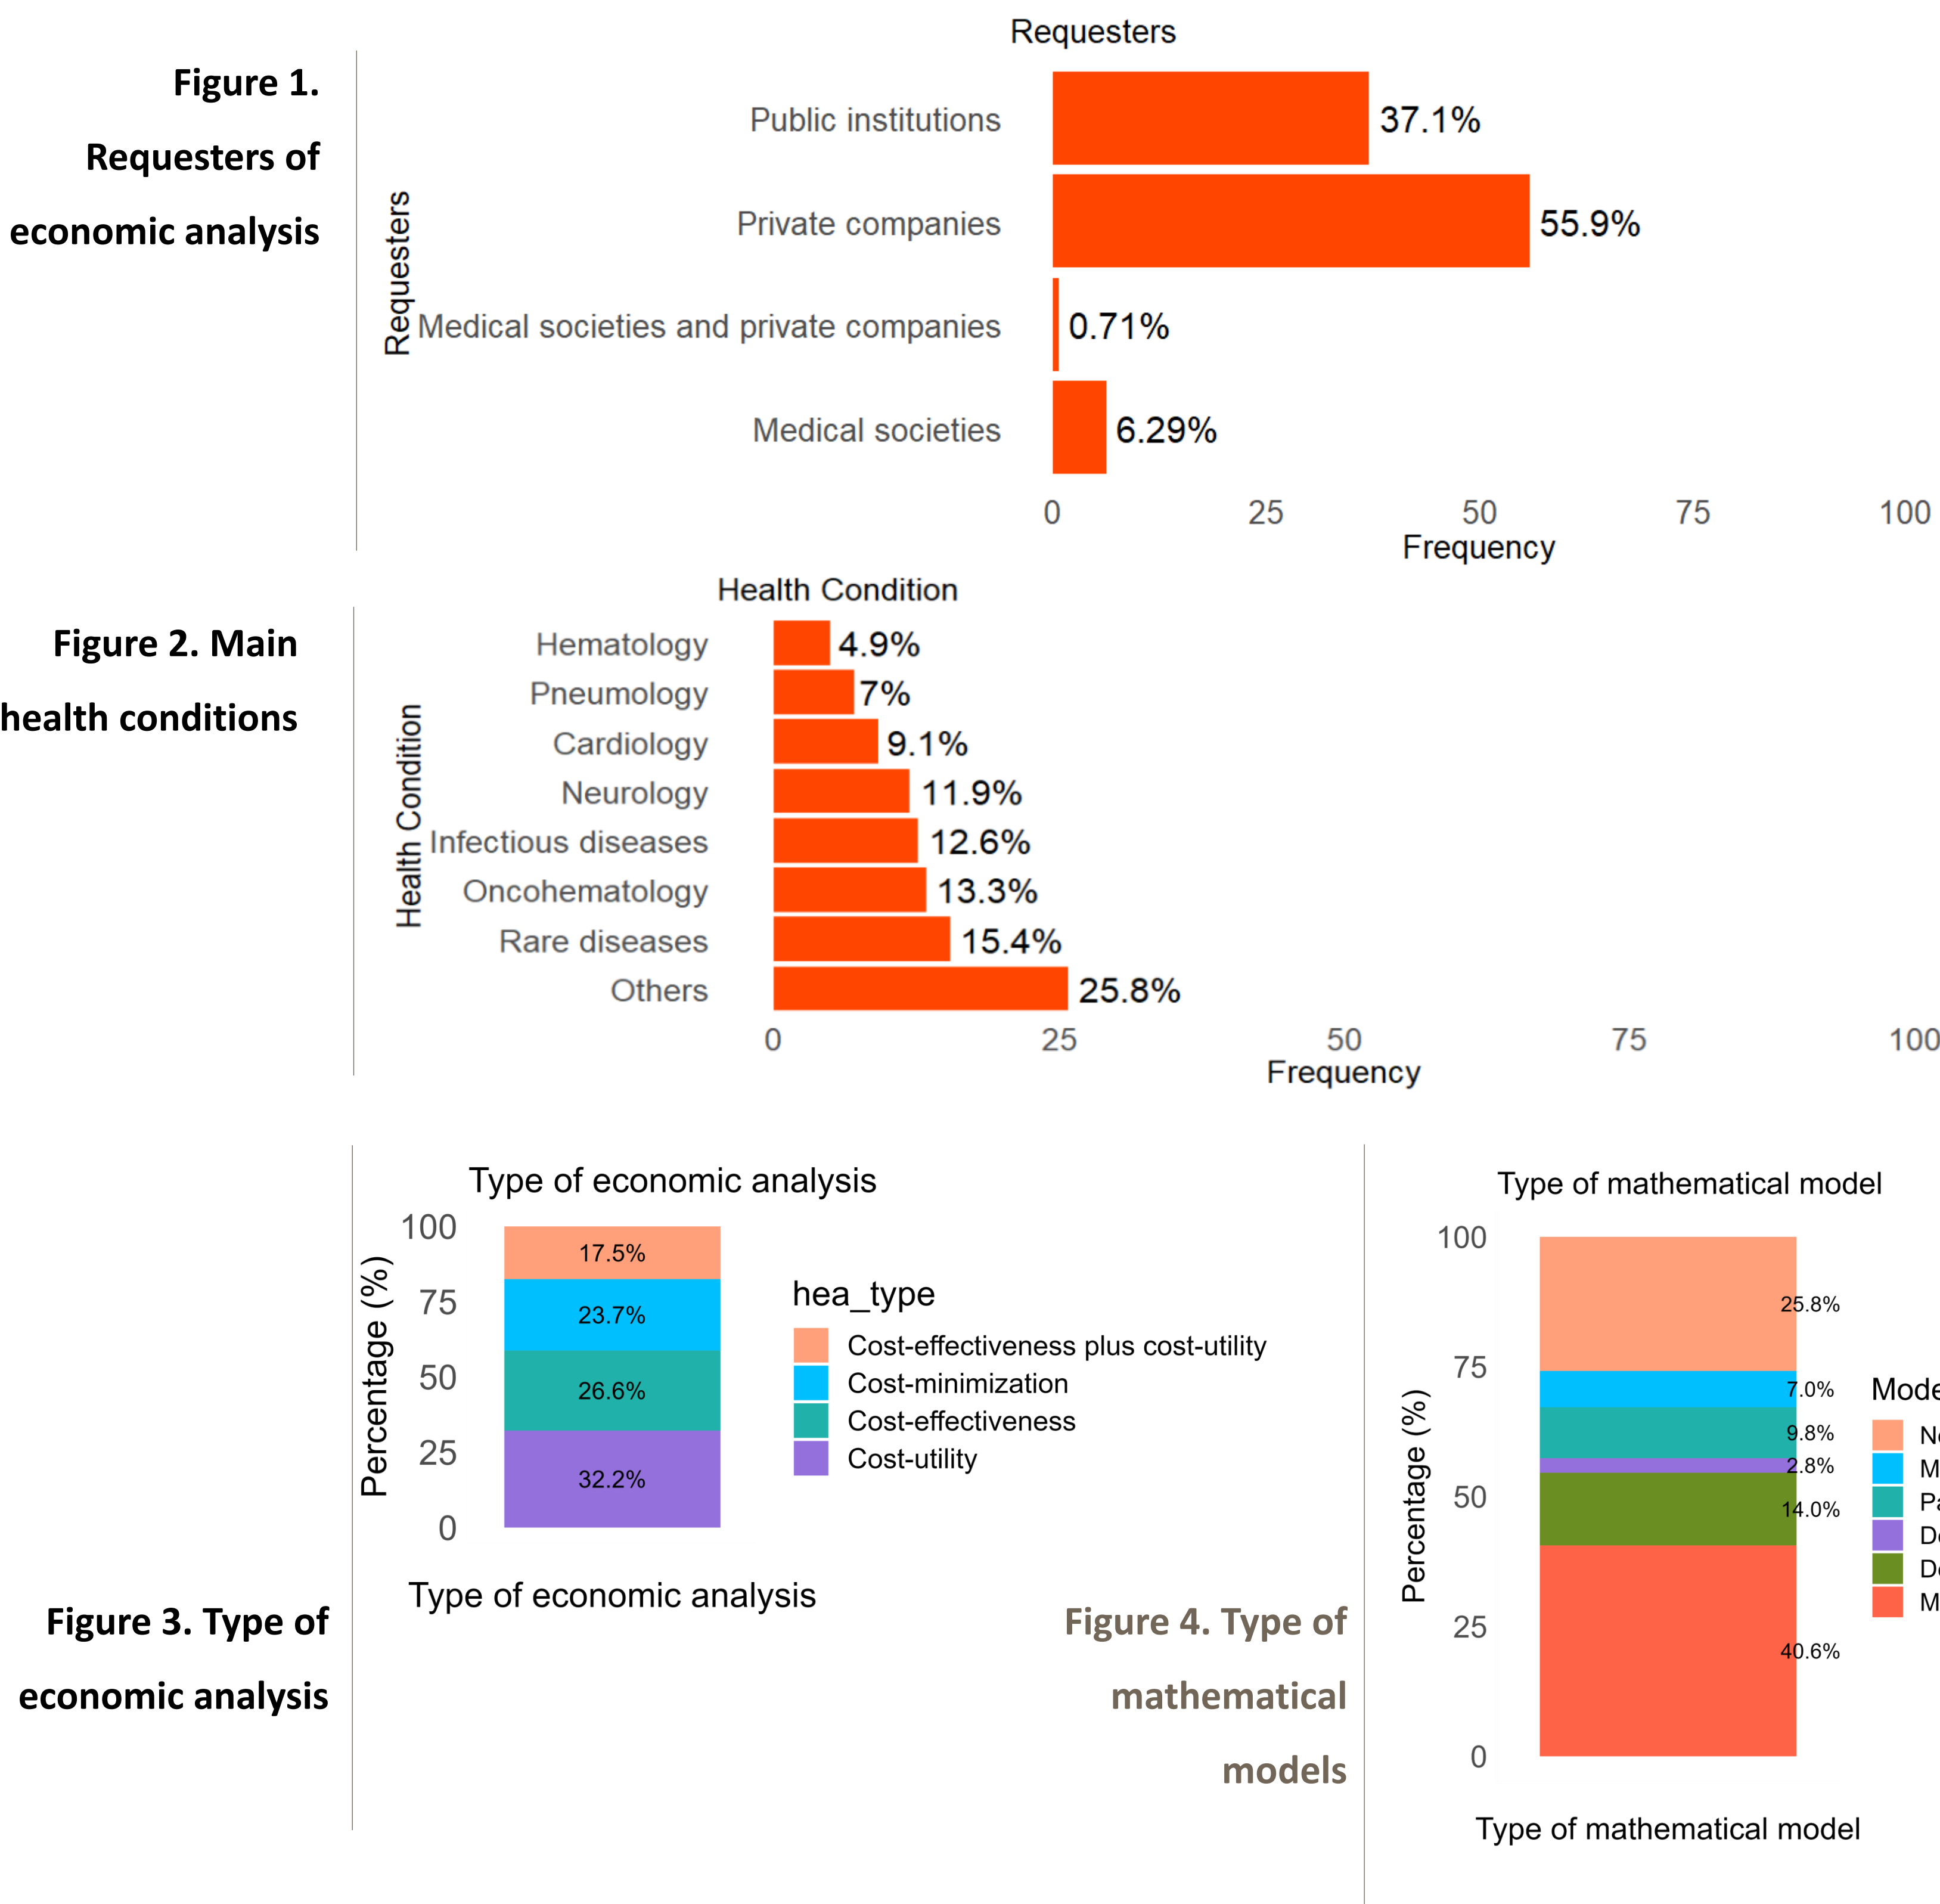 Figure 1.
Requesters of
economic analysis
Requesters
Requesters
Public institutions
37.1%
Private companies
55.9%
Medical societies and private companies
0.71%
Medical societies
6.29%
0 25 50 75 100
Frequency
Figure 2. Main
health conditions
Health Condition
Health Condition
Hematology
4.9%
Pneumology
7%
Cardiology
9.1%
Neurology
11.9%
Infectious diseases
12.6%
Oncohematology
13.3%
Rare diseases
15.4%
Others
25.8%
0 25 50 75 100
Frequency
Figure 3. Type of
economic analysis
Type of economic analysis
Percentage (%)
100
75
50
25
0
17.5%
23.7%
26.6%
32.2%
Type of economic analysis
hea_type
Cost-effectiveness plus cost-utility
Cost-minimization
Cost-effectiveness
Cost-utility
Figure 4. Type of
mathematical
models
Type of mathematical model
Percentage (%)
100
75
50
25
0
25.8%
7.0%
9.8%
2.8%
14.0%
40.6%
Type of mathematical model